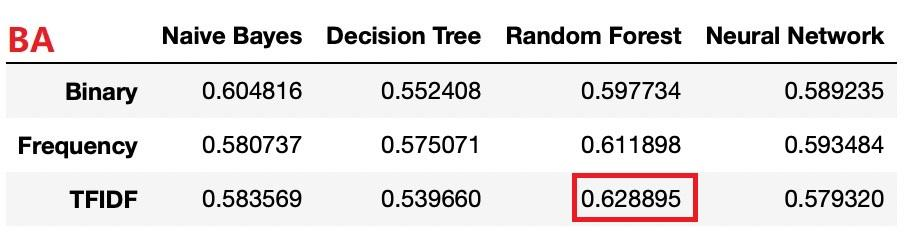 BA Naive Bayes Decision Tree Random Forest Neural Network
Binary 0.604816 0.552408 0.597734 0.589235
Frequency 0.580737 0.575071 0.611898 0.593484
TFIDF 0.583569 0.539660 0.628895 0.579320